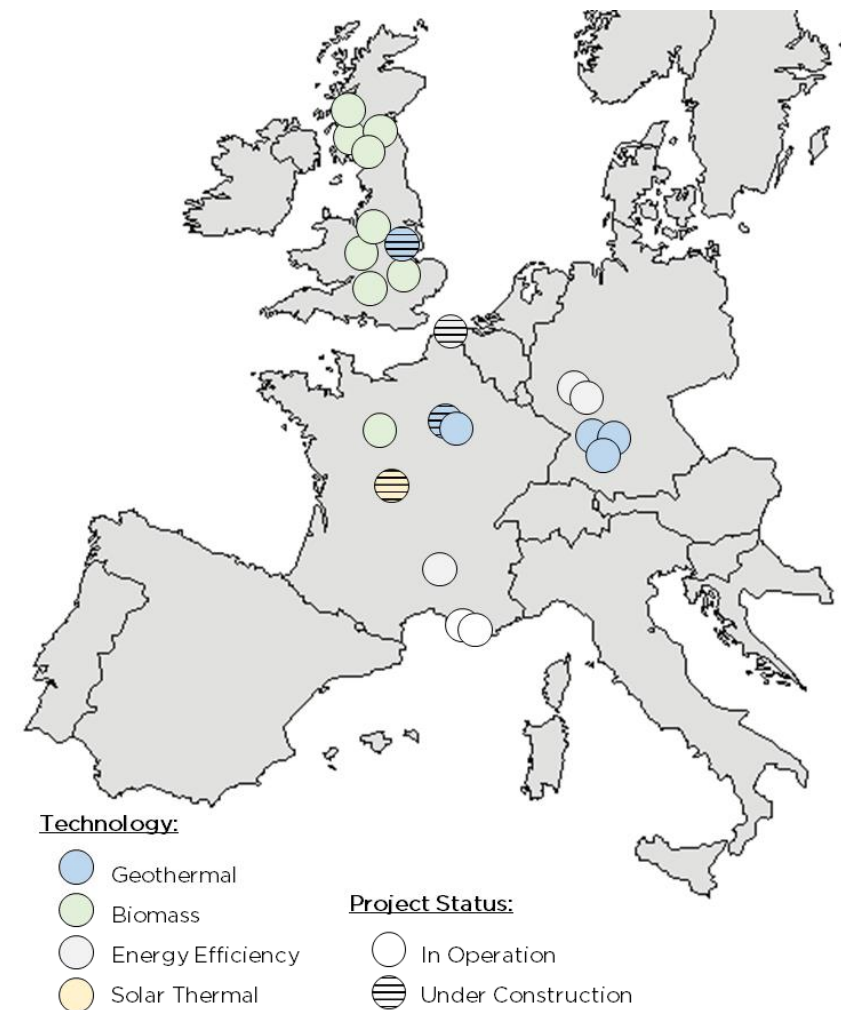 Technology:
Geothermal
Biomass
Energy Efficiency
Solar Thermal
Project Status:
In Operation
Under Construction